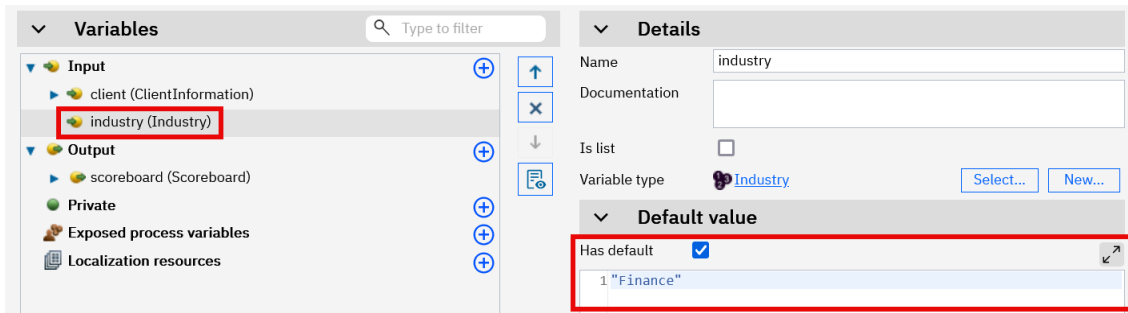 Variables
Type to filter
Input
client (ClientInformation)
industry (Industry)
Output
scoreboard (Scoreboard)
Private
Exposed process variables
Localization resources
Details
Name industry
Documentation
Is list
Variable type Industry Select... New...
Default value
Has default
1 "Finance"